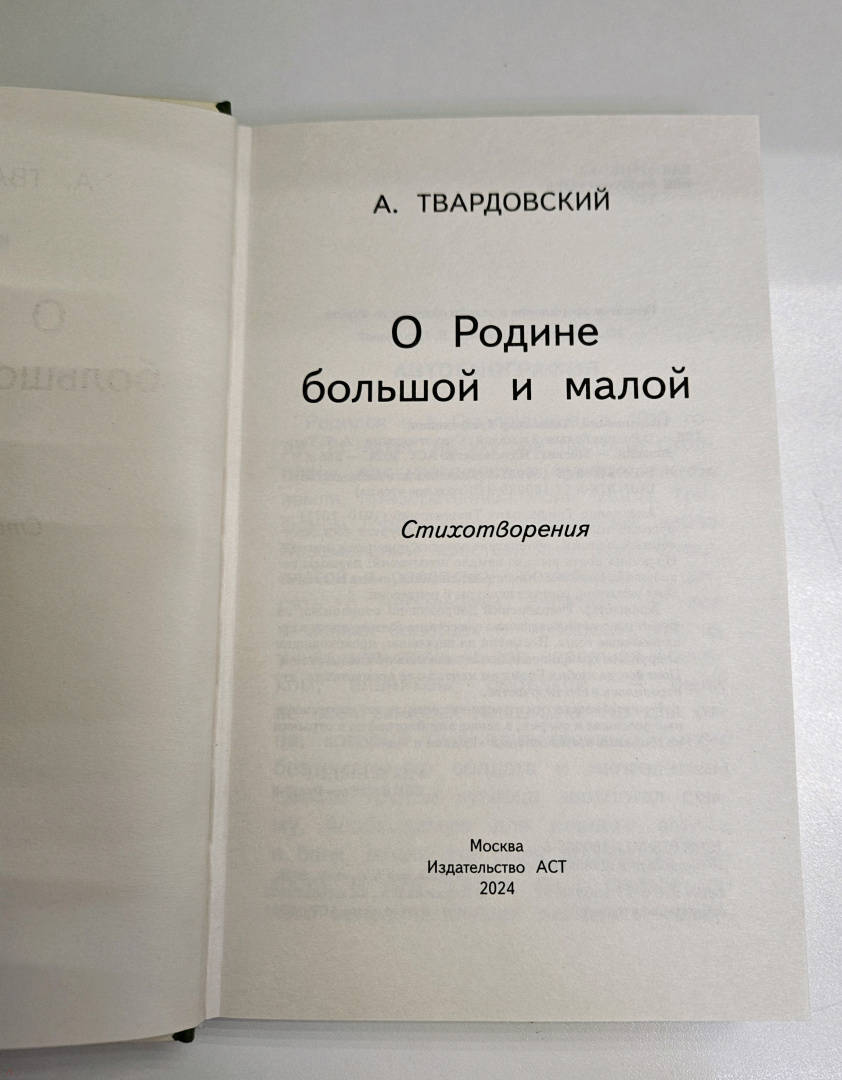 А. ТВАРДОВСКИЙ
О Родине
большой и малой
Стихотворения
Москва
Издательство АСТ
2024